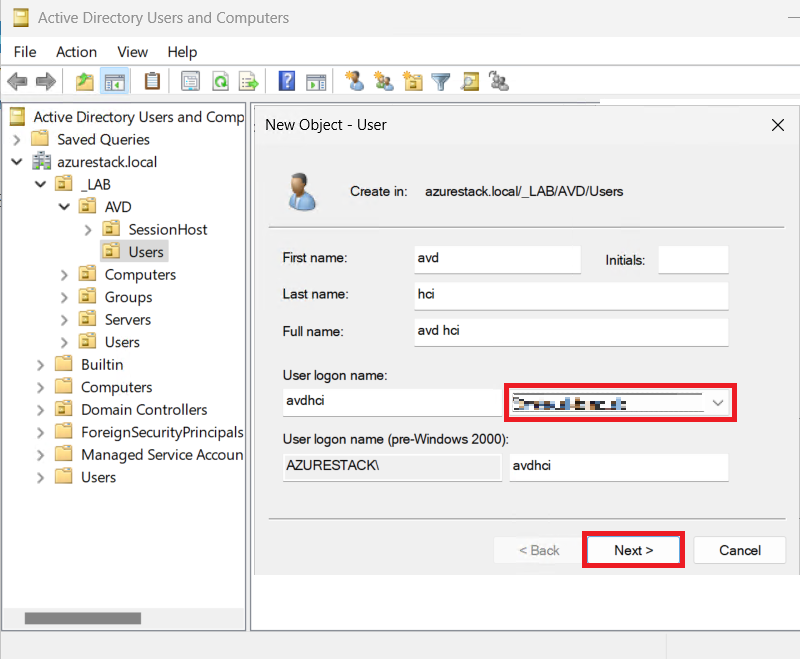 Active Directory Users and Computers
File Action View Help
Active Directory Users and Comp
Saved Queries
azurestack.local
_LAB
AVD
SessionHost
Users
Computers
Groups
Servers
Users
Builtin
Computers
Domain Controllers
ForeignSecurityPrincipals
Managed Service Accoun
Users
New Object - User
Create in: azurestack.local/_LAB/AVD/Users
First name: avd Initials:
Last name: hci
Full name: avd hci
User logon name:
avdhci
User logon name (pre-Windows 2000):
AZURESTACK\ avdhci
< Back Next > Cancel